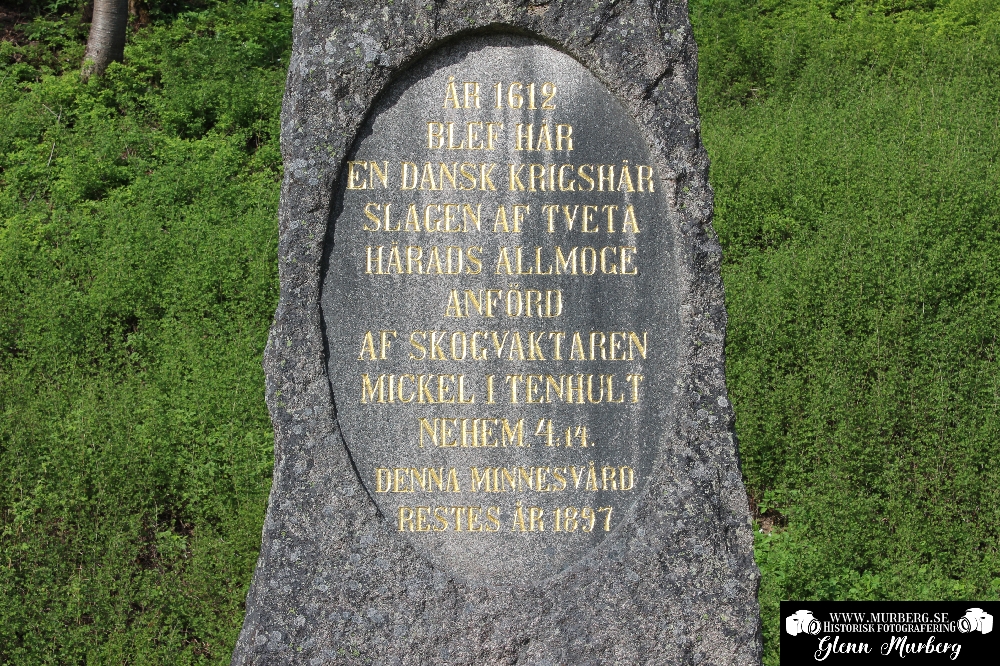 ÅR 1612
BLEF HÄR
EN DANSK KRIGSHÄR
SLAGEN AF TVETA
HÄRADS ALLMOGE
ANFÖRD
AF SKOGVAKTAREN
MICKEL I TENHULT
NEHEM. 4: 14.
DENNA MINNESVÅRD
RESTES ÅR 1897
WWW.MURBERG.SE
HISTORISK FOTOGRAFERING
Glenn Murberg